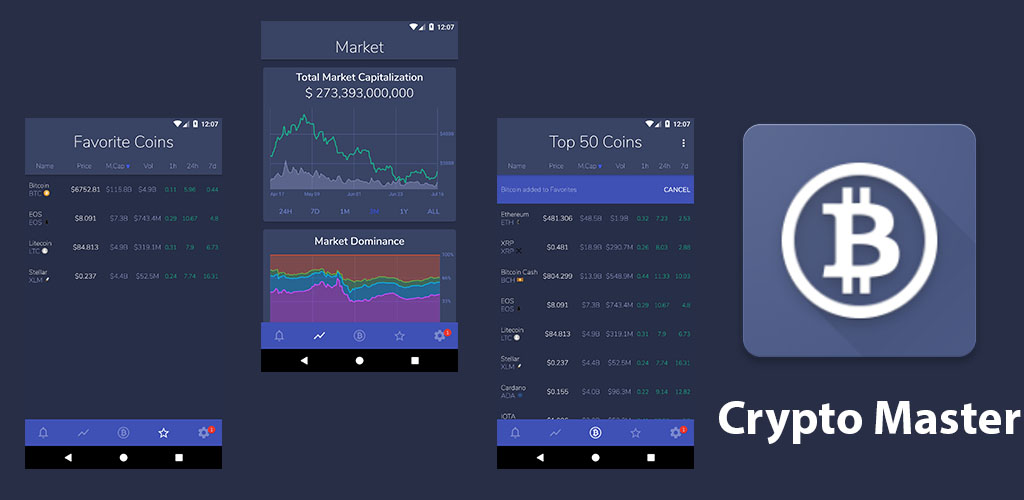 12:07
Favorite Coins
Name Price M.Cap▼ Vol 1h 24h 7d
Bitcoin
BTC $6752.81 $115.8B $4.9B 0.11 5.96 0.44
EOS
EOS $8.091 $7.3B $743.4M 0.29 10.67 4.8
Litecoin
LTC $84.813 $4.9B $319.1M 0.31 7.9 6.73
Stellar
XLM $0.237 $4.4B $52.5M 0.24 7.74 16.31
12:07
Market
Total Market Capitalization
$ 273,393,000,000
Apr 17 May 09 Jun 01 Jun 23 Jul 16
24H 7D 1M 3M 1Y ALL
Market Dominance
100%
12:07
Top 50 Coins
Name Price M.Cap▼ Vol 1h 24h 7d
Bitcoin added to Favorites CANCEL
Ethereum
ETH $481.306 $48.5B $1.9B 0.32 7.23 2.53
XRP
XRP $0.481 $18.9B $290.7M 0.26 8.03 2.88
Bitcoin Cash
BCH $804.299 $13.9B $548.9M 0.44 11.33 10.03
EOS
EOS $8.091 $7.3B $743.4M 0.29 10.67 4.8
Litecoin
LTC $84.813 $4.9B $319.1M 0.31 7.9 6.73
Stellar
XLM $0.237 $4.4B $52.5M 0.24 7.74 16.31
Cardano
ADA $0.155 $4.0B $96.3M 0.22 9.14 12.82
IOTA
Crypto Master